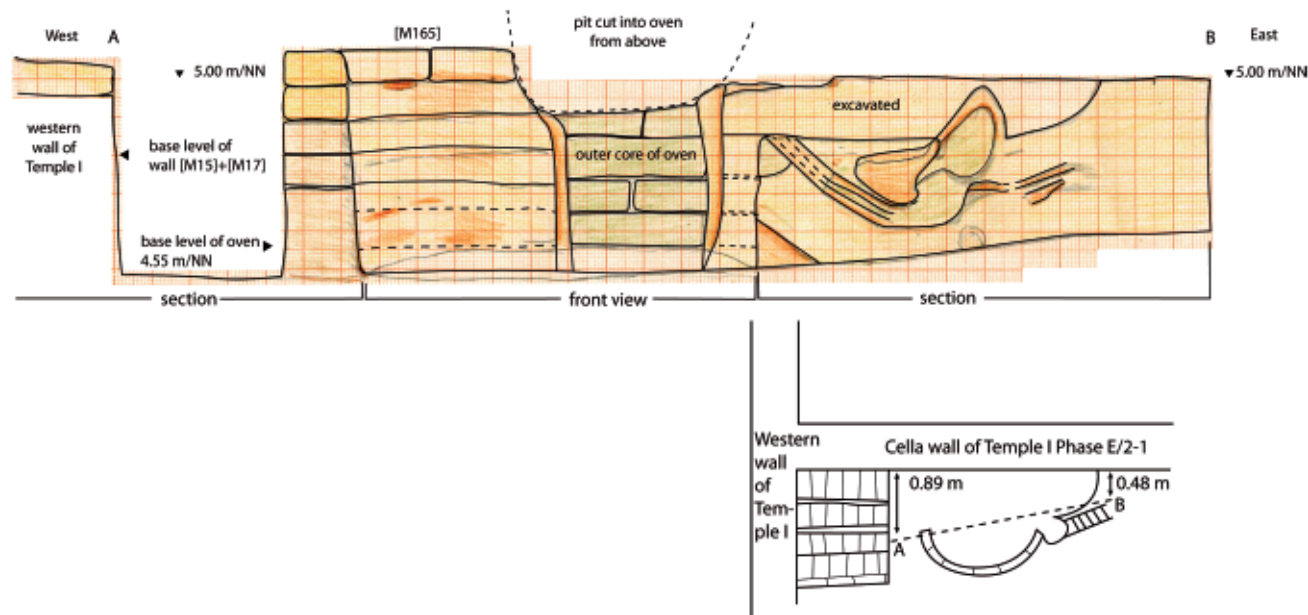 West A
[M165]
pit cut into oven
from above
B East
5.00 m/NN
5.00 m/NN
excavated
western
wall of
Temple I
base level of
wall [M15]+[M17]
outer core of oven
base level of oven
4.55 m/NN
section
front view
section
Western
wall
of
Tem-
ple I
Cella wall of Temple I Phase E/2-1
0.89 m
0.48 m
B
A